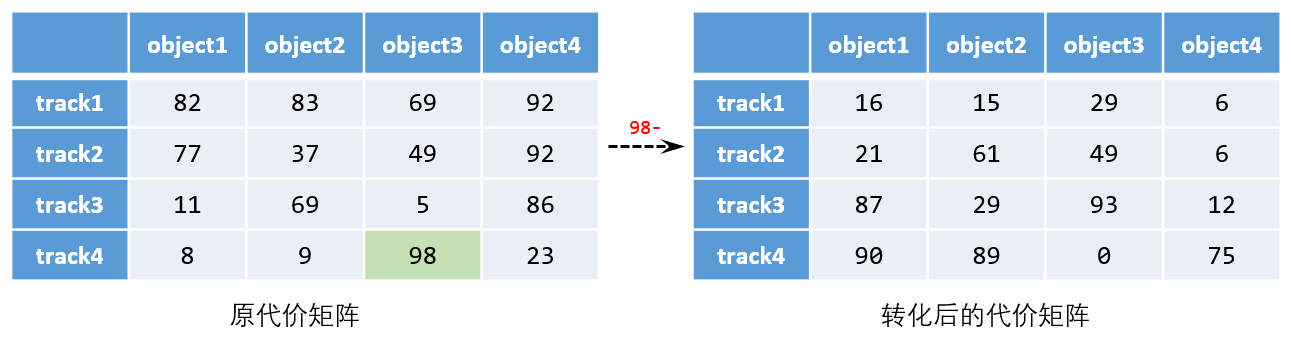 object1 object2 object3 object4
track1 82 83 69 92
track2 77 37 49 92
track3 11 69 5 86
track4 8 9 98 23
原代价矩阵
98-
object1 object2 object3 object4
track1 16 15 29 6
track2 21 61 49 6
track3 87 29 93 12
track4 90 89 0 75
转化后的代价矩阵